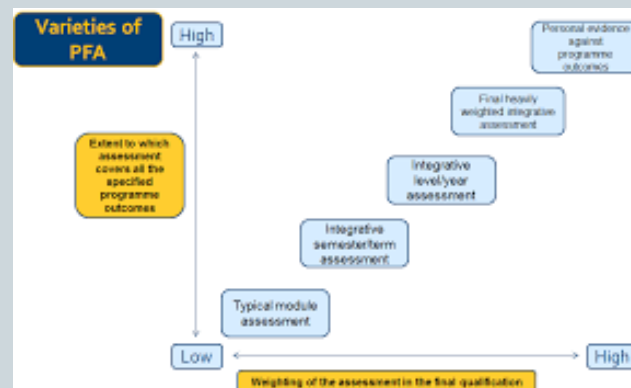 Varieties of
PFA
High
Personal evidence
against
programme
outcomes
Final heavily
weighted integrative
assessment
Extent to which
assessment
covers all the
specified
programme
outcomes
Integrative
level/year
assessment
Integrative
semester/term
assessment
Typical module
assessment
Low
High
Weighting of the assessment in the final qualification